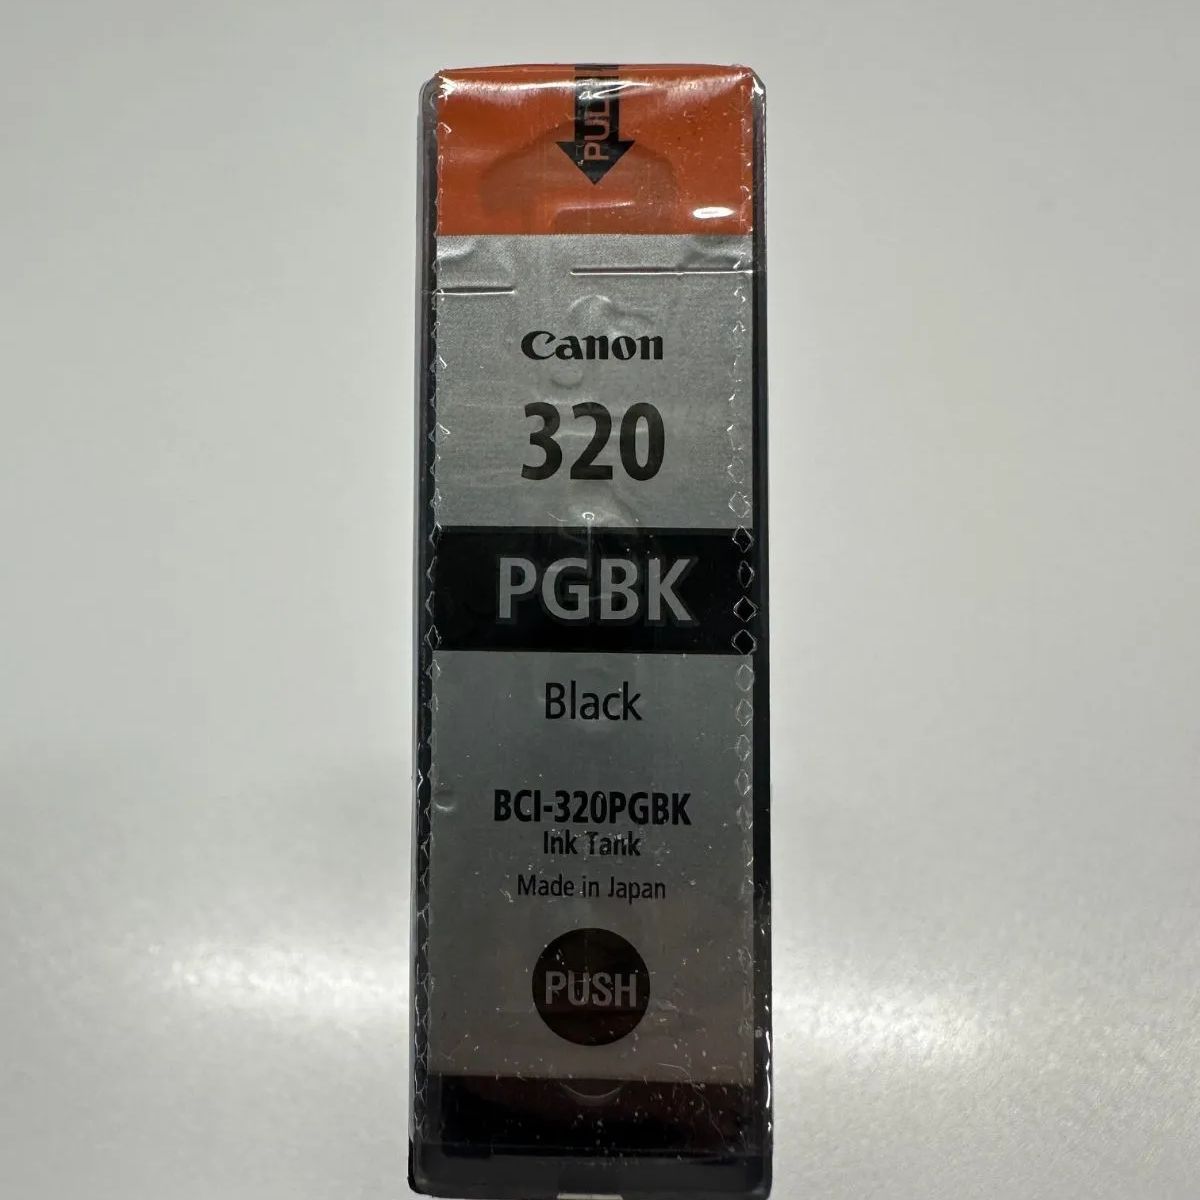 PULL
Canon
320
PGBK
Black
BCI-320PGBK
Ink Tank
Made in Japan
PUSH